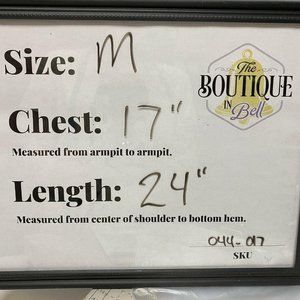 Size: M
The
BOUTIQUE
IN
Bell
Chest: 17"
Measured from armpit to armpit.
Length: 24"
Measured from center of shoulder to bottom hem.
044-017
SKU